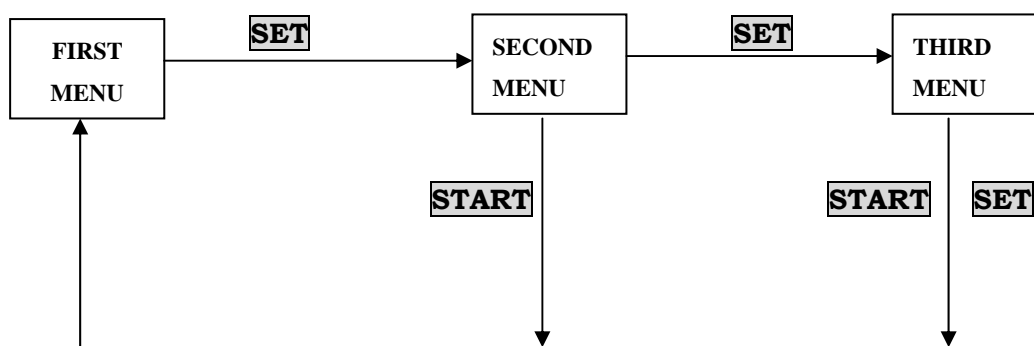 SET
SET
FIRST
MENU
SECOND
MENU
THIRD
MENU
START
START
SET